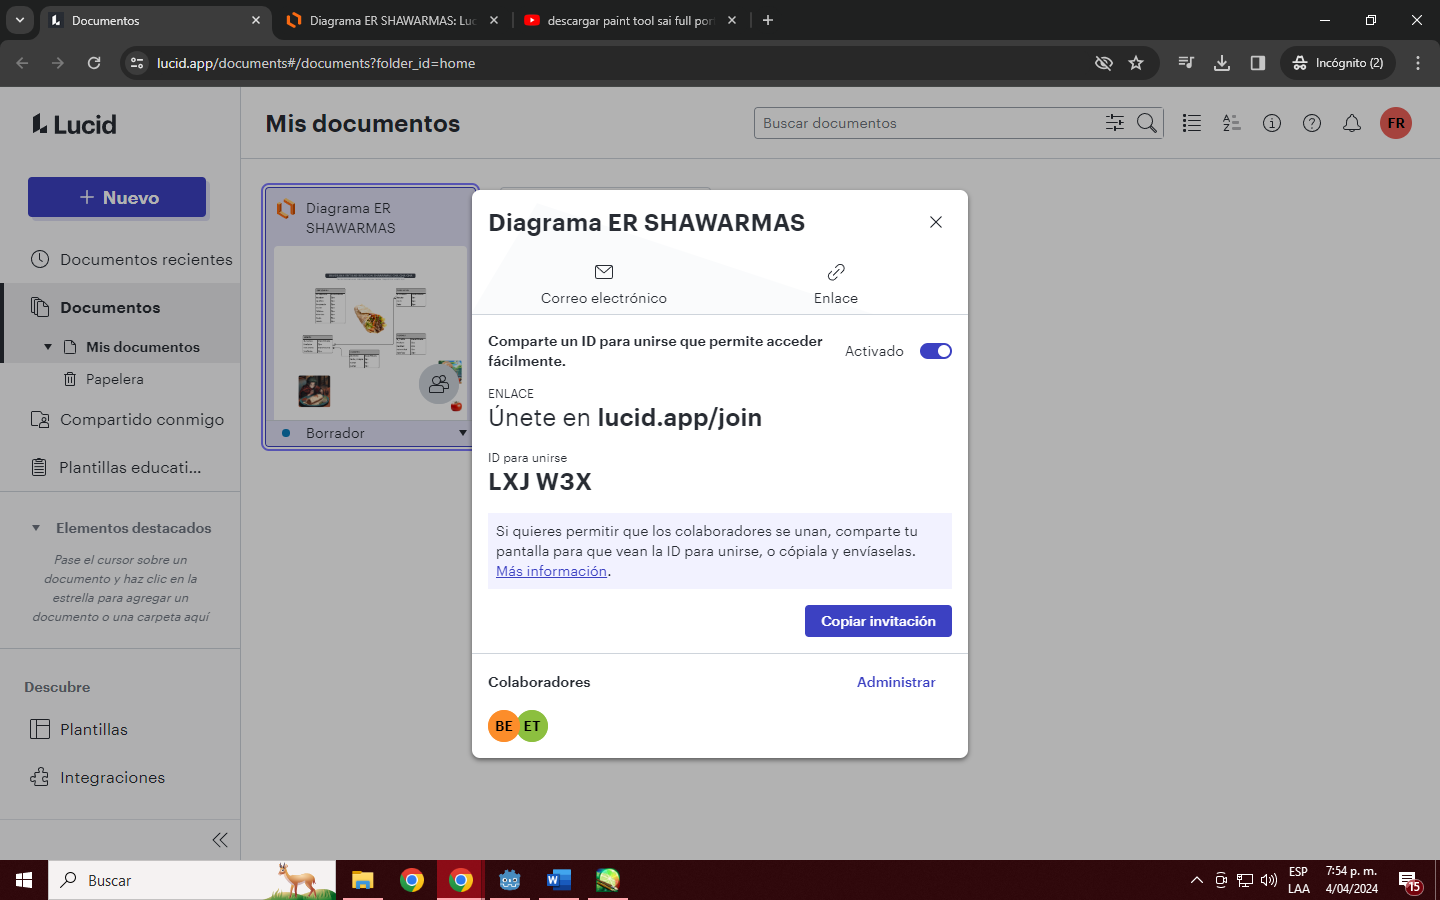 Documentos
Diagrama ER SHAWARMAS: Luc
descargar paint tool sai full por
lucid.app/documents#/documents?folder_id=home
Incógnito (2)
Lucid
Mis documentos
Buscar documentos
FR
+ Nuevo
Documentos recientes
Documentos
Mis documentos
Papelera
Compartido conmigo
Plantillas educati...
Elementos destacados
Pase el cursor sobre un
documento y haz clic en la
estrella para agregar un
documento o una carpeta aquí
Descubre
Plantillas
Integraciones
Diagrama ER
SHAWARMAS
Borrador
Diagrama ER SHAWARMAS
Correo electrónico
Enlace
Comparte un ID para unirse que permite acceder
fácilmente.
Activado
ENLACE
Únete en lucid.app/join
ID para unirse
LXJ W3X
Si quieres permitir que los colaboradores se unan, comparte tu
pantalla para que vean la ID para unirse, o cópiala y envíaselas.
Más información.
Copiar invitación
Colaboradores
Administrar
BE
ET
Buscar
ESP
LAA
7:54 p. m.
4/04/2024
15